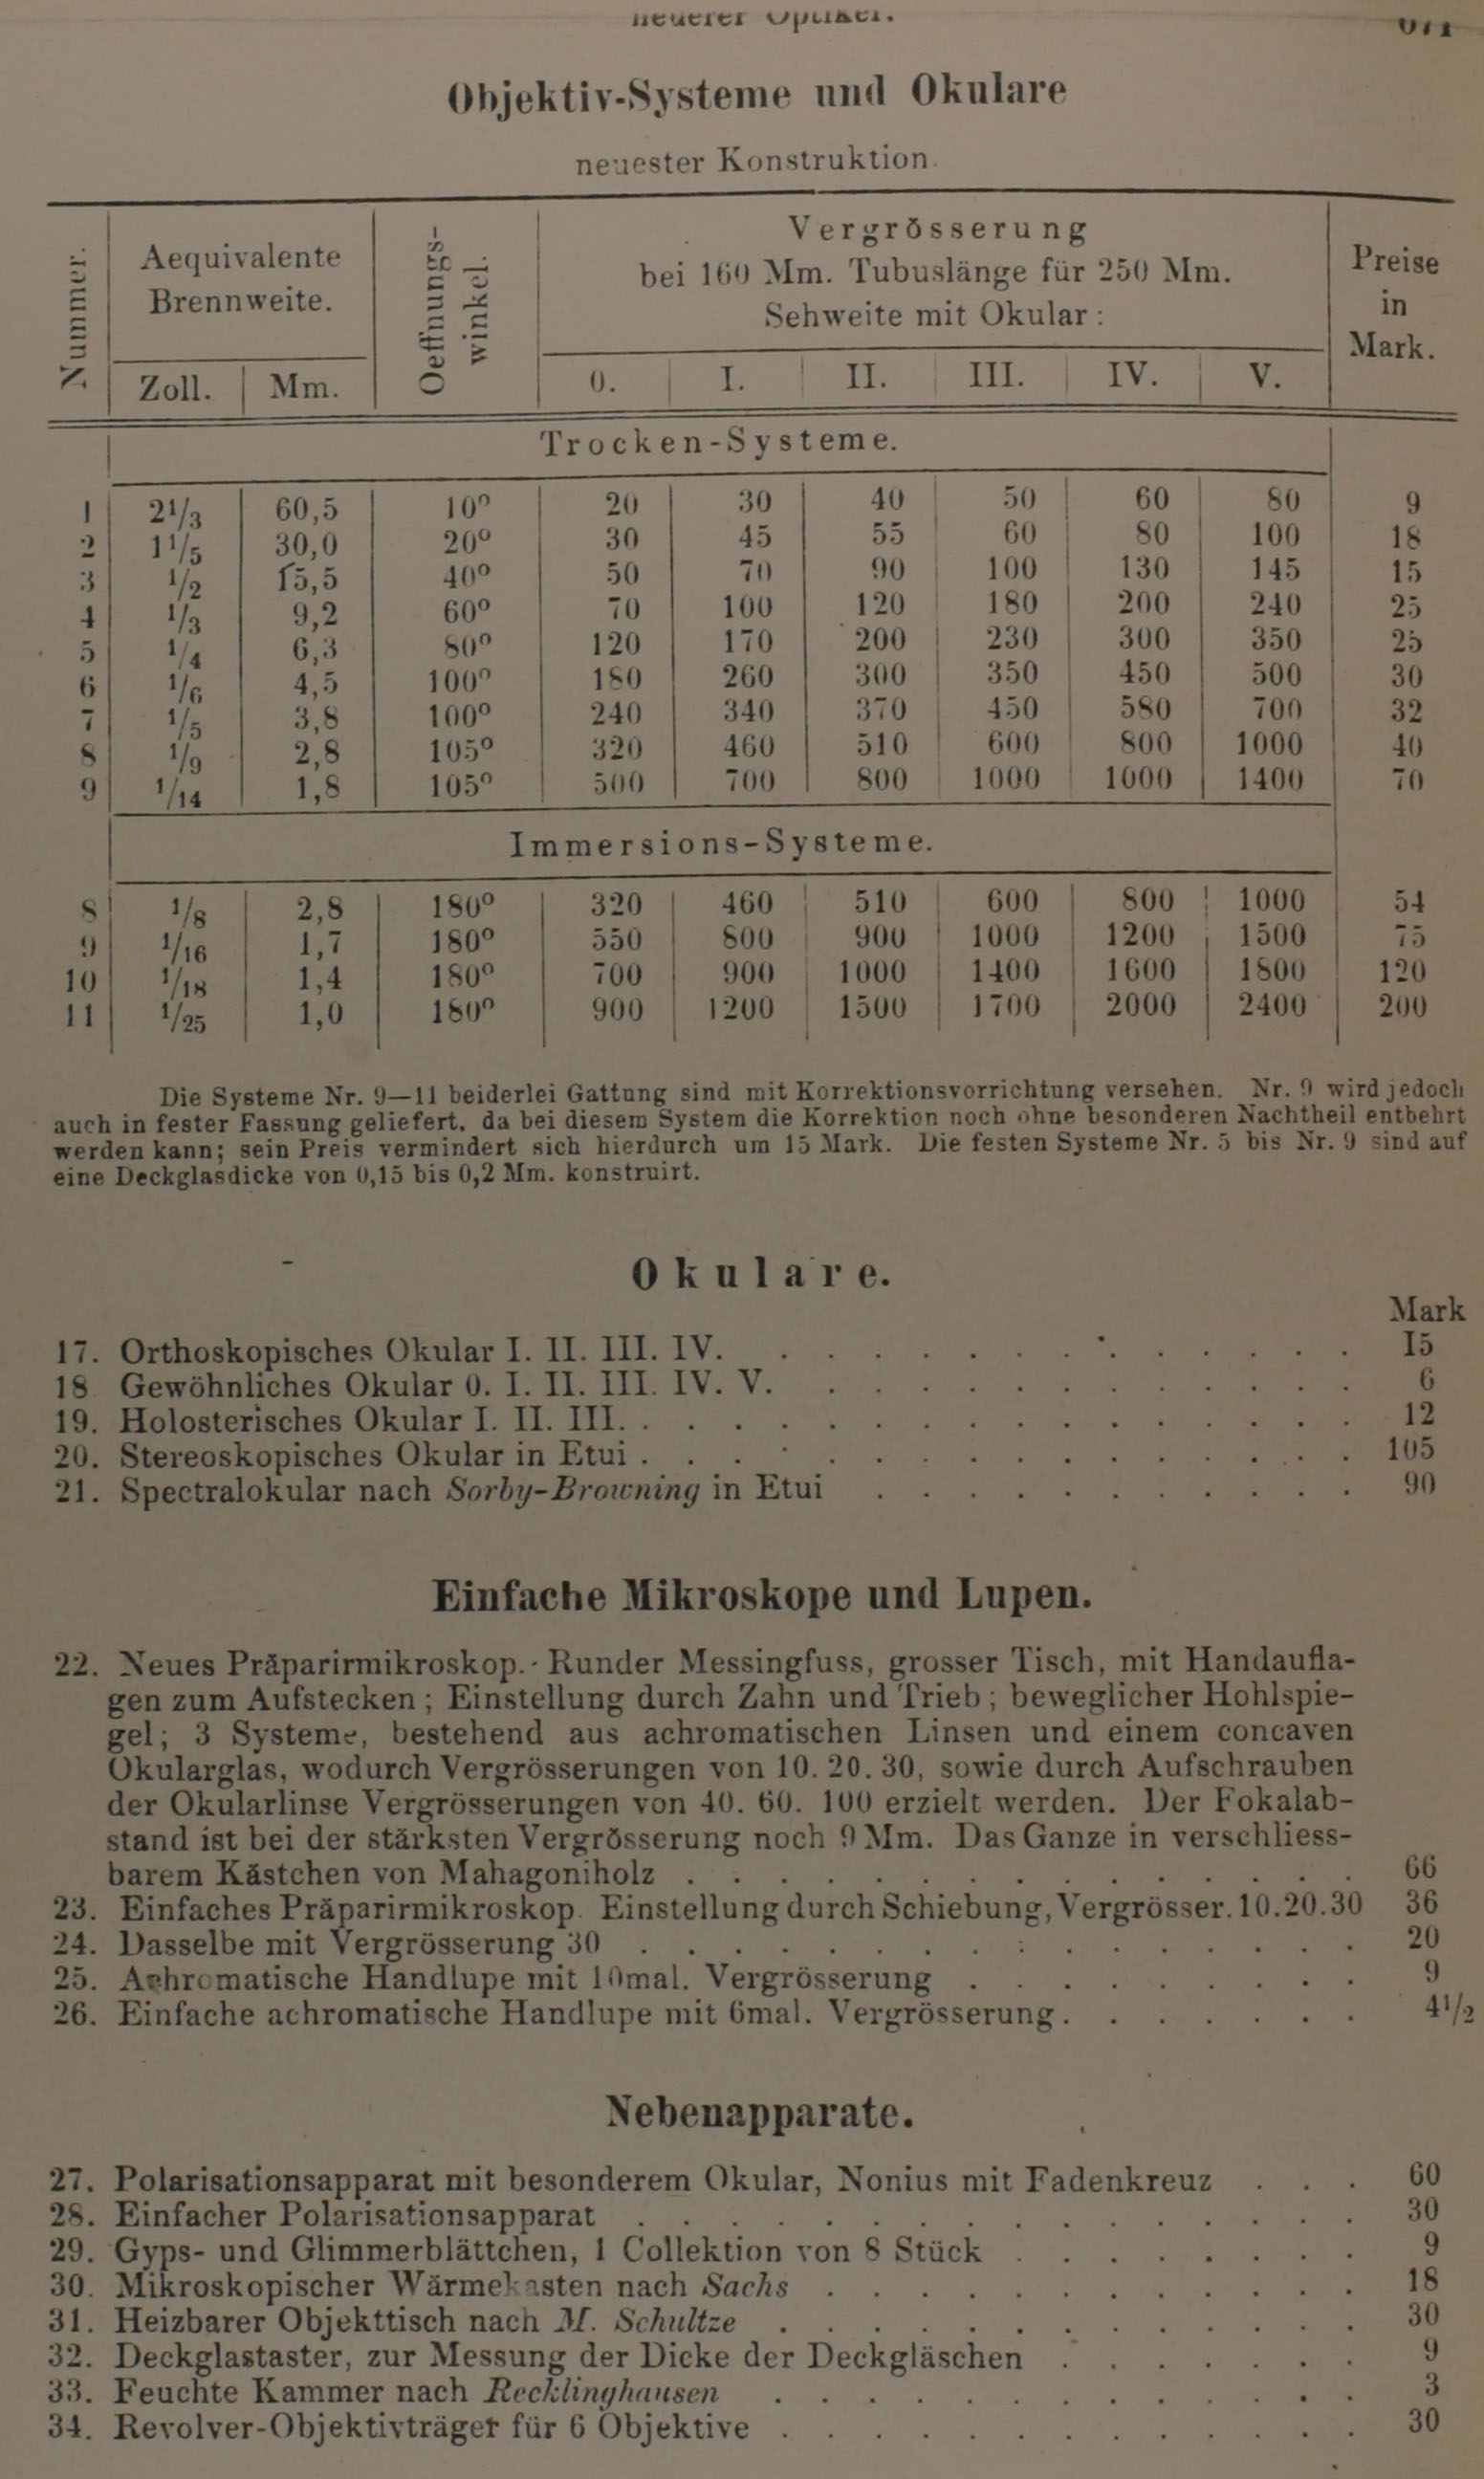 neuerer Optiker. 671
Objektiv-Systeme und Okulare
neuester Konstruktion.
Nummer. Aequivalente Brennweite. Oeffnungs-winkel. Vergrösserung Preise
bei 160 Mm. Tubuslänge für 250 Mm. in
Sehweite mit Okular: Mark.
Zoll. Mm. 0. I. II. III. IV. V.
Trocken-Systeme.
1 2 1/3 60,5 10° 20 30 40 50 60 80 9
2 1 1/5 30,0 20° 30 45 55 60 80 100 18
3 1/2 15,5 40° 50 70 90 100 130 145 15
4 1/3 9,2 60° 70 100 120 180 200 240 25
5 1/4 6,3 80° 120 170 200 230 300 350 25
6 1/6 4,5 100° 180 260 300 350 450 500 30
7 1/5 3,8 100° 240 340 370 450 580 700 32
8 1/9 2,8 105° 320 460 510 600 800 1000 40
9 1/14 1,8 105° 500 700 800 1000 1000 1400 70
Immersions-Systeme.
8 1/8 2,8 180° 320 460 510 600 800 1000 54
9 1/16 1,7 180° 550 800 900 1000 1200 1500 75
10 1/18 1,4 180° 700 900 1000 1400 1600 1800 120
11 1/25 1,0 180° 900 1200 1500 1700 2000 2400 200
Die Systeme Nr. 9—11 beiderlei Gattung sind mit Korrektionsvorrichtung versehen. Nr. 9 wird jedoch
auch in fester Fassung geliefert, da bei diesem System die Korrektion noch ohne besonderen Nachtheil entbehrt
werden kann; sein Preis vermindert sich hierdurch um 15 Mark. Die festen Systeme Nr. 5 bis Nr. 9 sind auf
eine Deckglasdicke von 0,15 bis 0,2 Mm. konstruirt.
Okulare.
Mark
17. Orthoskopisches Okular I. II. III. IV. . . . . . . . . . . . . . 15
18. Gewöhnliches Okular 0. I. II. III. IV. V. . . . . . . . . . . . . 6
19. Holosterisches Okular I. II. III. . . . . . . . . . . . . . . . . 12
20. Stereoskopisches Okular in Etui . . . . . . . . . . . . . . . 105
21. Spectralokular nach Sorby-Browning in Etui . . . . . . . . . . . 90
Einfache Mikroskope und Lupen.
22. Neues Präparirmikroskop. Runder Messingfuss, grosser Tisch, mit Handaufla-
gen zum Aufstecken; Einstellung durch Zahn und Trieb; beweglicher Hohlspie-
gel; 3 Systeme, bestehend aus achromatischen Linsen und einem concaven
Okularglas, wodurch Vergrösserungen von 10. 20. 30, sowie durch Aufschrauben
der Okularlinse Vergrösserungen von 40. 60. 100 erzielt werden. Der Fokalab-
stand ist bei der stärksten Vergrösserung noch 9 Mm. Das Ganze in verschliess-
barem Kästchen von Mahagoniholz . . . . . . . . . . . . . . . 66
23. Einfaches Präparirmikroskop. Einstellung durch Schiebung, Vergrösser. 10.20.30 36
24. Dasselbe mit Vergrösserung 30 . . . . . . . . . . . . . . . . 20
25. Achromatische Handlupe mit 10mal. Vergrösserung . . . . . . . . . 9
26. Einfache achromatische Handlupe mit 6mal. Vergrösserung. . . . . . . 4 1/2
Nebenapparate.
27. Polarisationsapparat mit besonderem Okular, Nonius mit Fadenkreuz . . . 60
28. Einfacher Polarisationsapparat . . . . . . . . . . . . . . . . 30
29. Gyps- und Glimmerblättchen, 1 Collektion von 8 Stück . . . . . . . . 9
30. Mikroskopischer Wärmekasten nach Sachs . . . . . . . . . . . . 18
31. Heizbarer Objekttisch nach M. Schultze . . . . . . . . . . . . . 30
32. Deckglastaster, zur Messung der Dicke der Deckgläschen . . . . . . . 9
33. Feuchte Kammer nach Recklinghausen . . . . . . . . . . . . . 3
34. Revolver-Objektivträger für 6 Objektive . . . . . . . . . . . . . 30